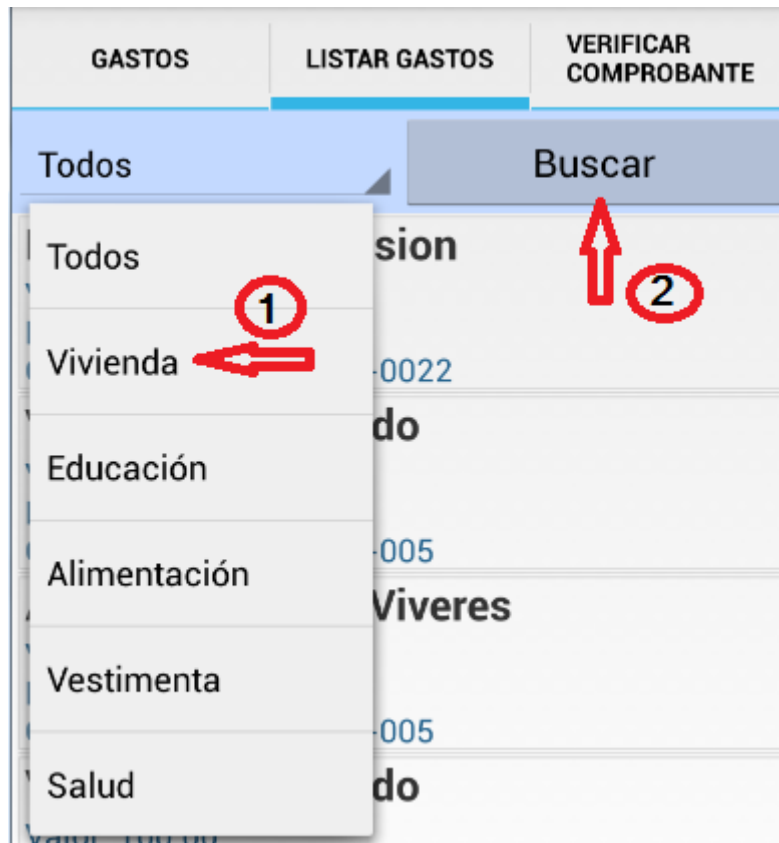 GASTOS
LISTAR GASTOS
VERIFICAR
COMPROBANTE
Todos
Buscar
Todos
sion
1
2
Vivienda
-0022
do
Educación
-005
Alimentación
Viveres
Vestimenta
-005
Salud
do